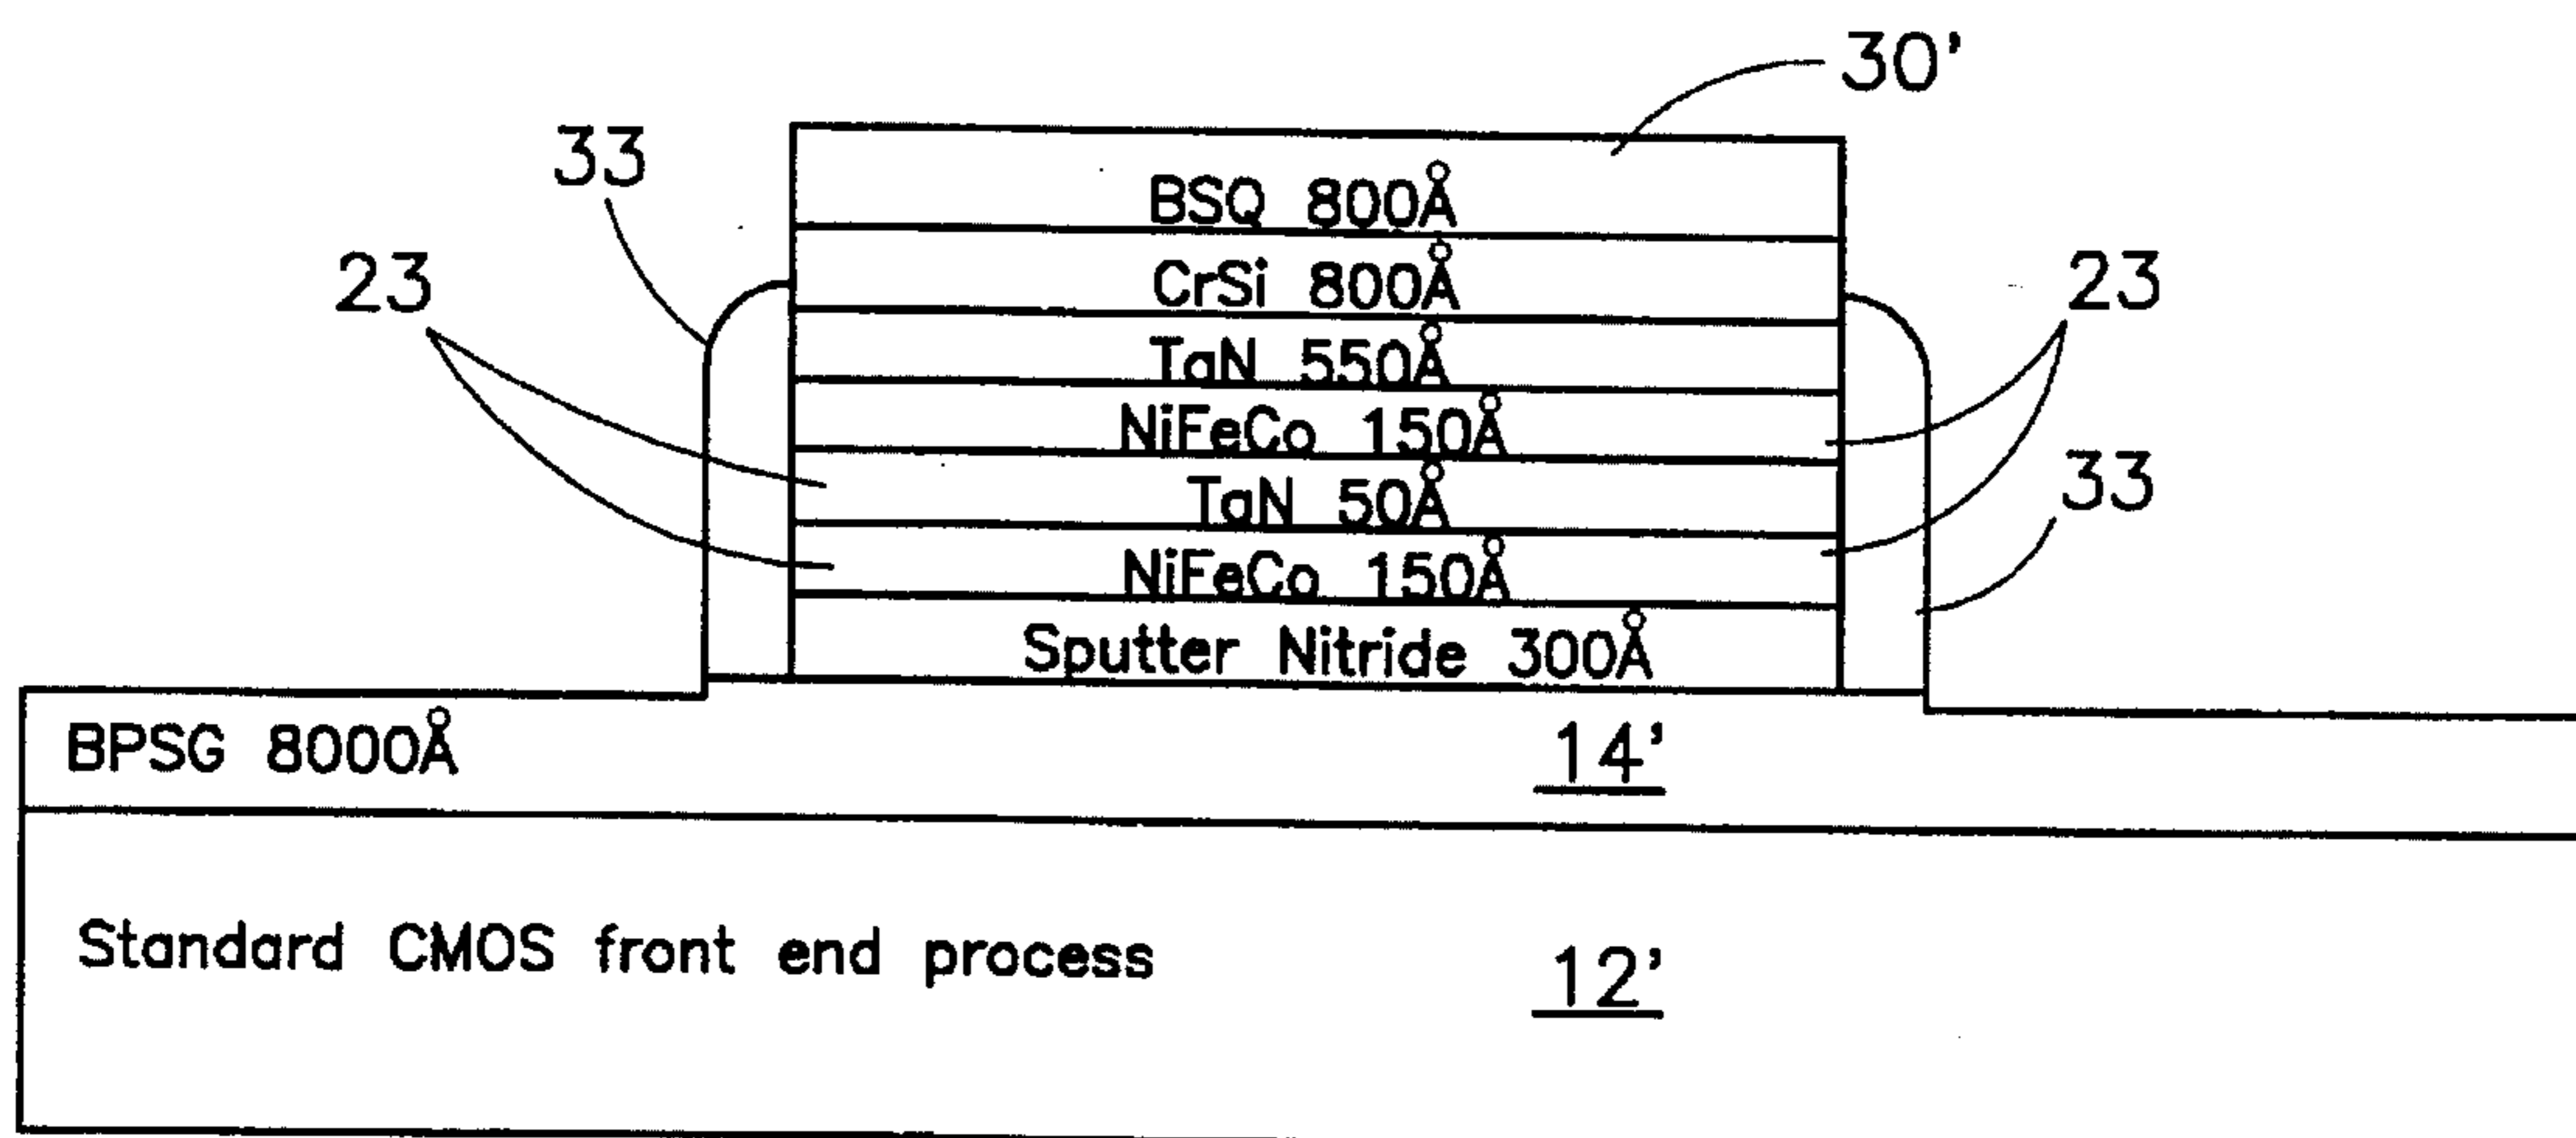 30'
33
BSQ 800Å
23
CrSi 800Å
23
TaN 550Å
NiFeCo 150Å
33
TaN 50Å
NiFeCo 150Å
Sputter Nitride 300Å
BPSG 8000Å
14'
Standard CMOS front end process
12'